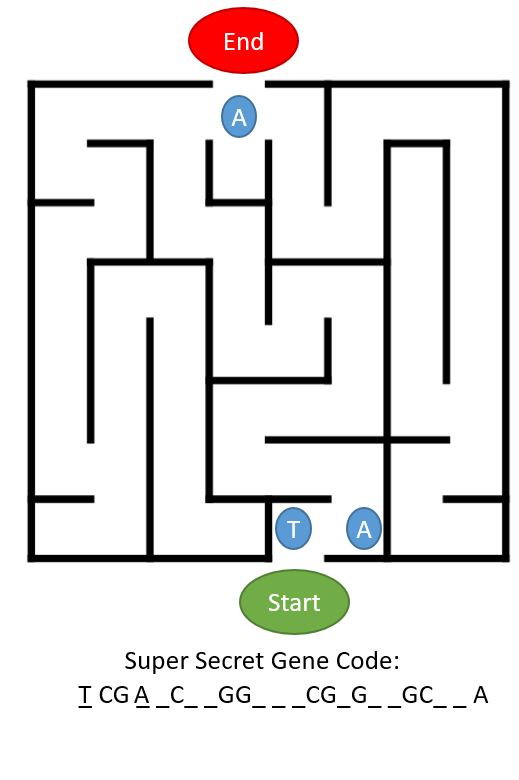 End
A
T A
Start
Super Secret Gene Code:
T CG A _C_ _GG_ _ _CG_G_ _GC_ _ A